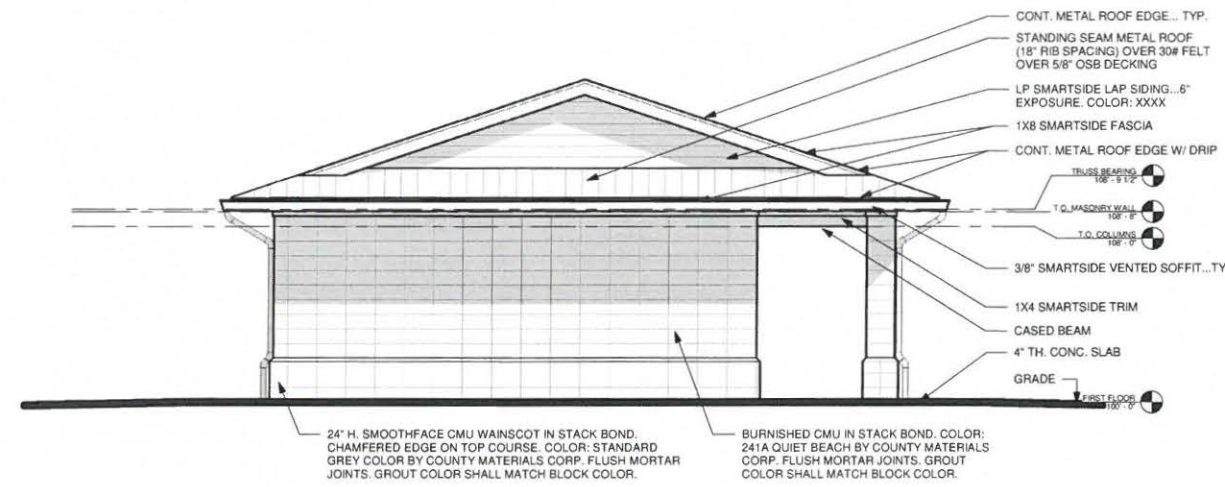 CONT. METAL ROOF EDGE... TYP.
STANDING SEAM METAL ROOF
(18" RIB SPACING) OVER 30# FELT
OVER 5/8" OSB DECKING
LP SMARTSIDE LAP SIDING...6"
EXPOSURE. COLOR: XXXX
1X8 SMARTSIDE FASCIA
CONT. METAL ROOF EDGE W/ DRIP
TRUSS BEARING
108' - 9 1/2"
T.O. MASONRY WALL
108' - 8"
T.O. COLUMNS
108' - 0"
3/8" SMARTSIDE VENTED SOFFIT...TY
1X4 SMARTSIDE TRIM
CASED BEAM
4" TH. CONC. SLAB
GRADE
FIRST FLOOR
100' - 0"
24" H. SMOOTHFACE CMU WAINSCOT IN STACK BOND.
CHAMFERED EDGE ON TOP COURSE. COLOR: STANDARD
GREY COLOR BY COUNTY MATERIALS CORP. FLUSH MORTAR
JOINTS. GROUT COLOR SHALL MATCH BLOCK COLOR.
BURNISHED CMU IN STACK BOND. COLOR:
241A QUIET BEACH BY COUNTY MATERIALS
CORP. FLUSH MORTAR JOINTS. GROUT
COLOR SHALL MATCH BLOCK COLOR.